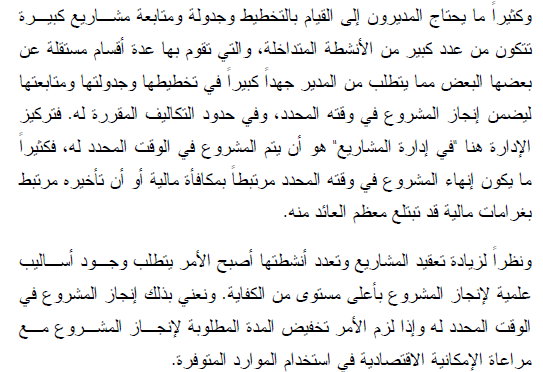 وكثيراً ما يحتاج المديرون إلى القيام بالتخطيط وجدولة ومتابعة مشاريع كبيرة
تتكون من عدد كبير من الأنشطة المتداخلة، والتي تقوم بها عدة أقسام مستقلة عن
بعضها البعض مما يتطلب من المدير جهداً كبيراً في تخطيطها وجدولتها ومتابعتها
ليضمن إنجاز المشروع في وقته المحدد، وفي حدود التكاليف المقررة له. فتركيز
الإدارة هنا "في إدارة المشاريع" هو أن يتم المشروع في الوقت المحدد له، فكثيراً
ما يكون إنهاء المشروع في وقته المحدد مرتبطاً بمكافأة مالية أو أن تأخيره مرتبط
بغرامات مالية قد تبتلع معظم العائد منه.
ونظراً لزيادة تعقيد المشاريع وتعدد أنشطتها أصبح الأمر يتطلب وجود أساليب
علمية لإنجاز المشروع بأعلى مستوى من الكفاية. ونعني بذلك إنجاز المشروع في
الوقت المحدد له وإذا لزم الأمر تخفيض المدة المطلوبة لإنجاز المشروع مع
مراعاة الإمكانية الاقتصادية في استخدام الموارد المتوفرة.